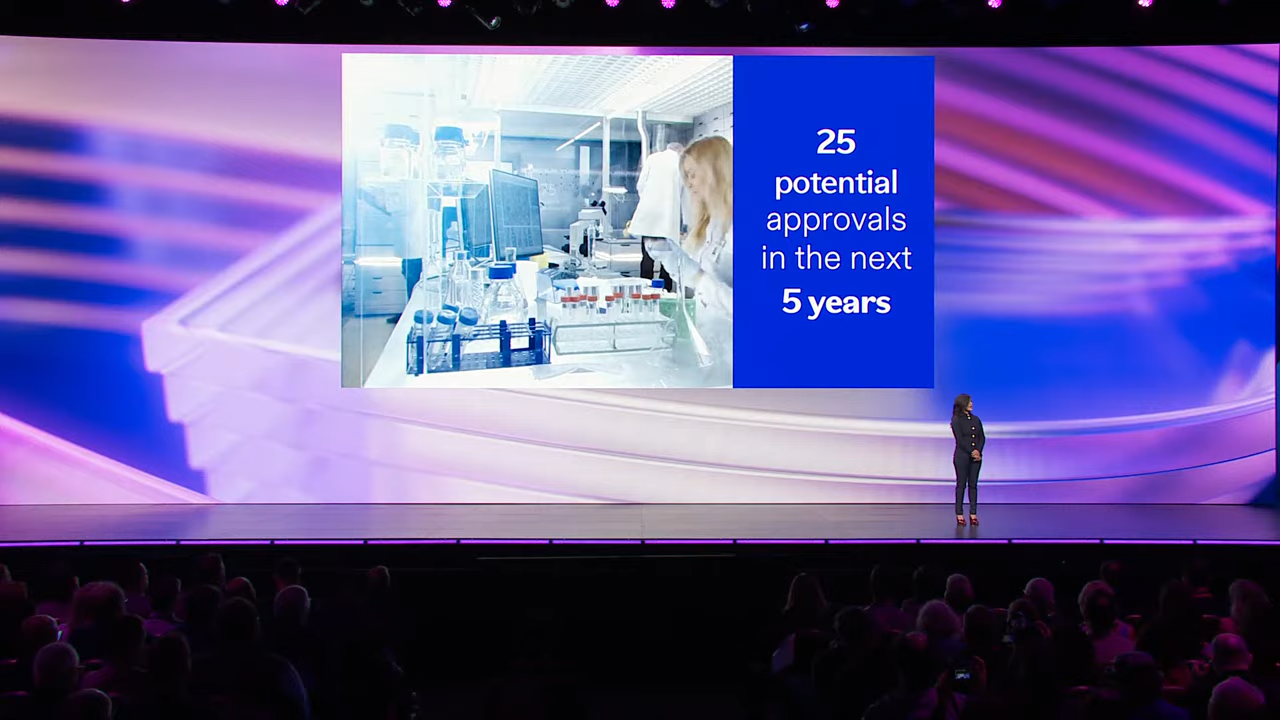 25
potential
approvals
in the next
5 years